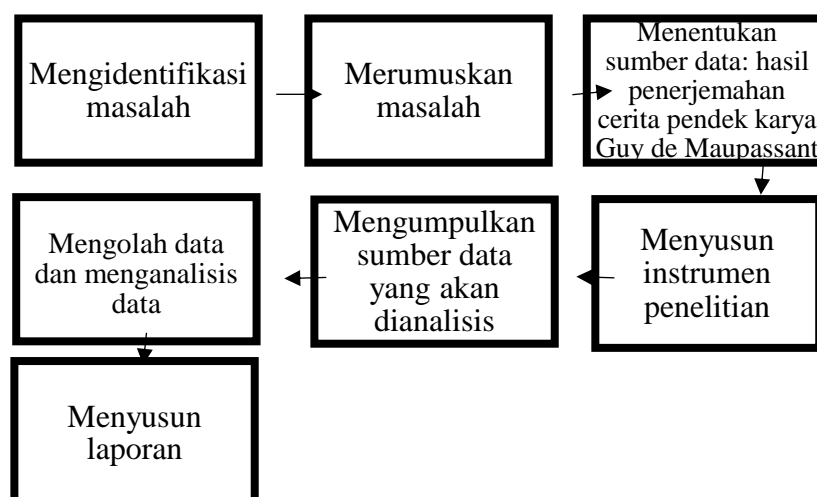 Mengidentifikasi
masalah
Merumuskan
masalah
Menentukan
sumber data: hasil
penerjemahan
cerita pendek karya
Guy de Maupassant
Menyusun
instrumen
penelitian
Mengumpulkan
sumber data
yang akan
dianalisis
Mengolah data
dan menganalisis
data
Menyusun
laporan